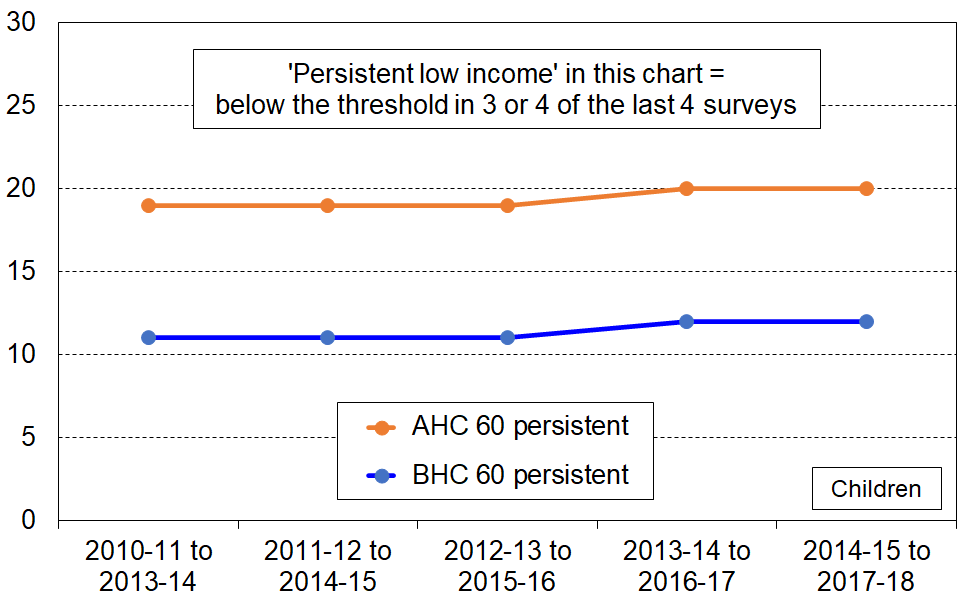 30
'Persistent low income' in this chart =
below the threshold in 3 or 4 of the last 4 surveys
25
20
15
10
AHC 60 persistent
5
BHC 60 persistent
Children
0
2010-11 to
2013-14
2011-12 to
2014-15
2012-13 to
2015-16
2013-14 to
2016-17
2014-15 to
2017-18